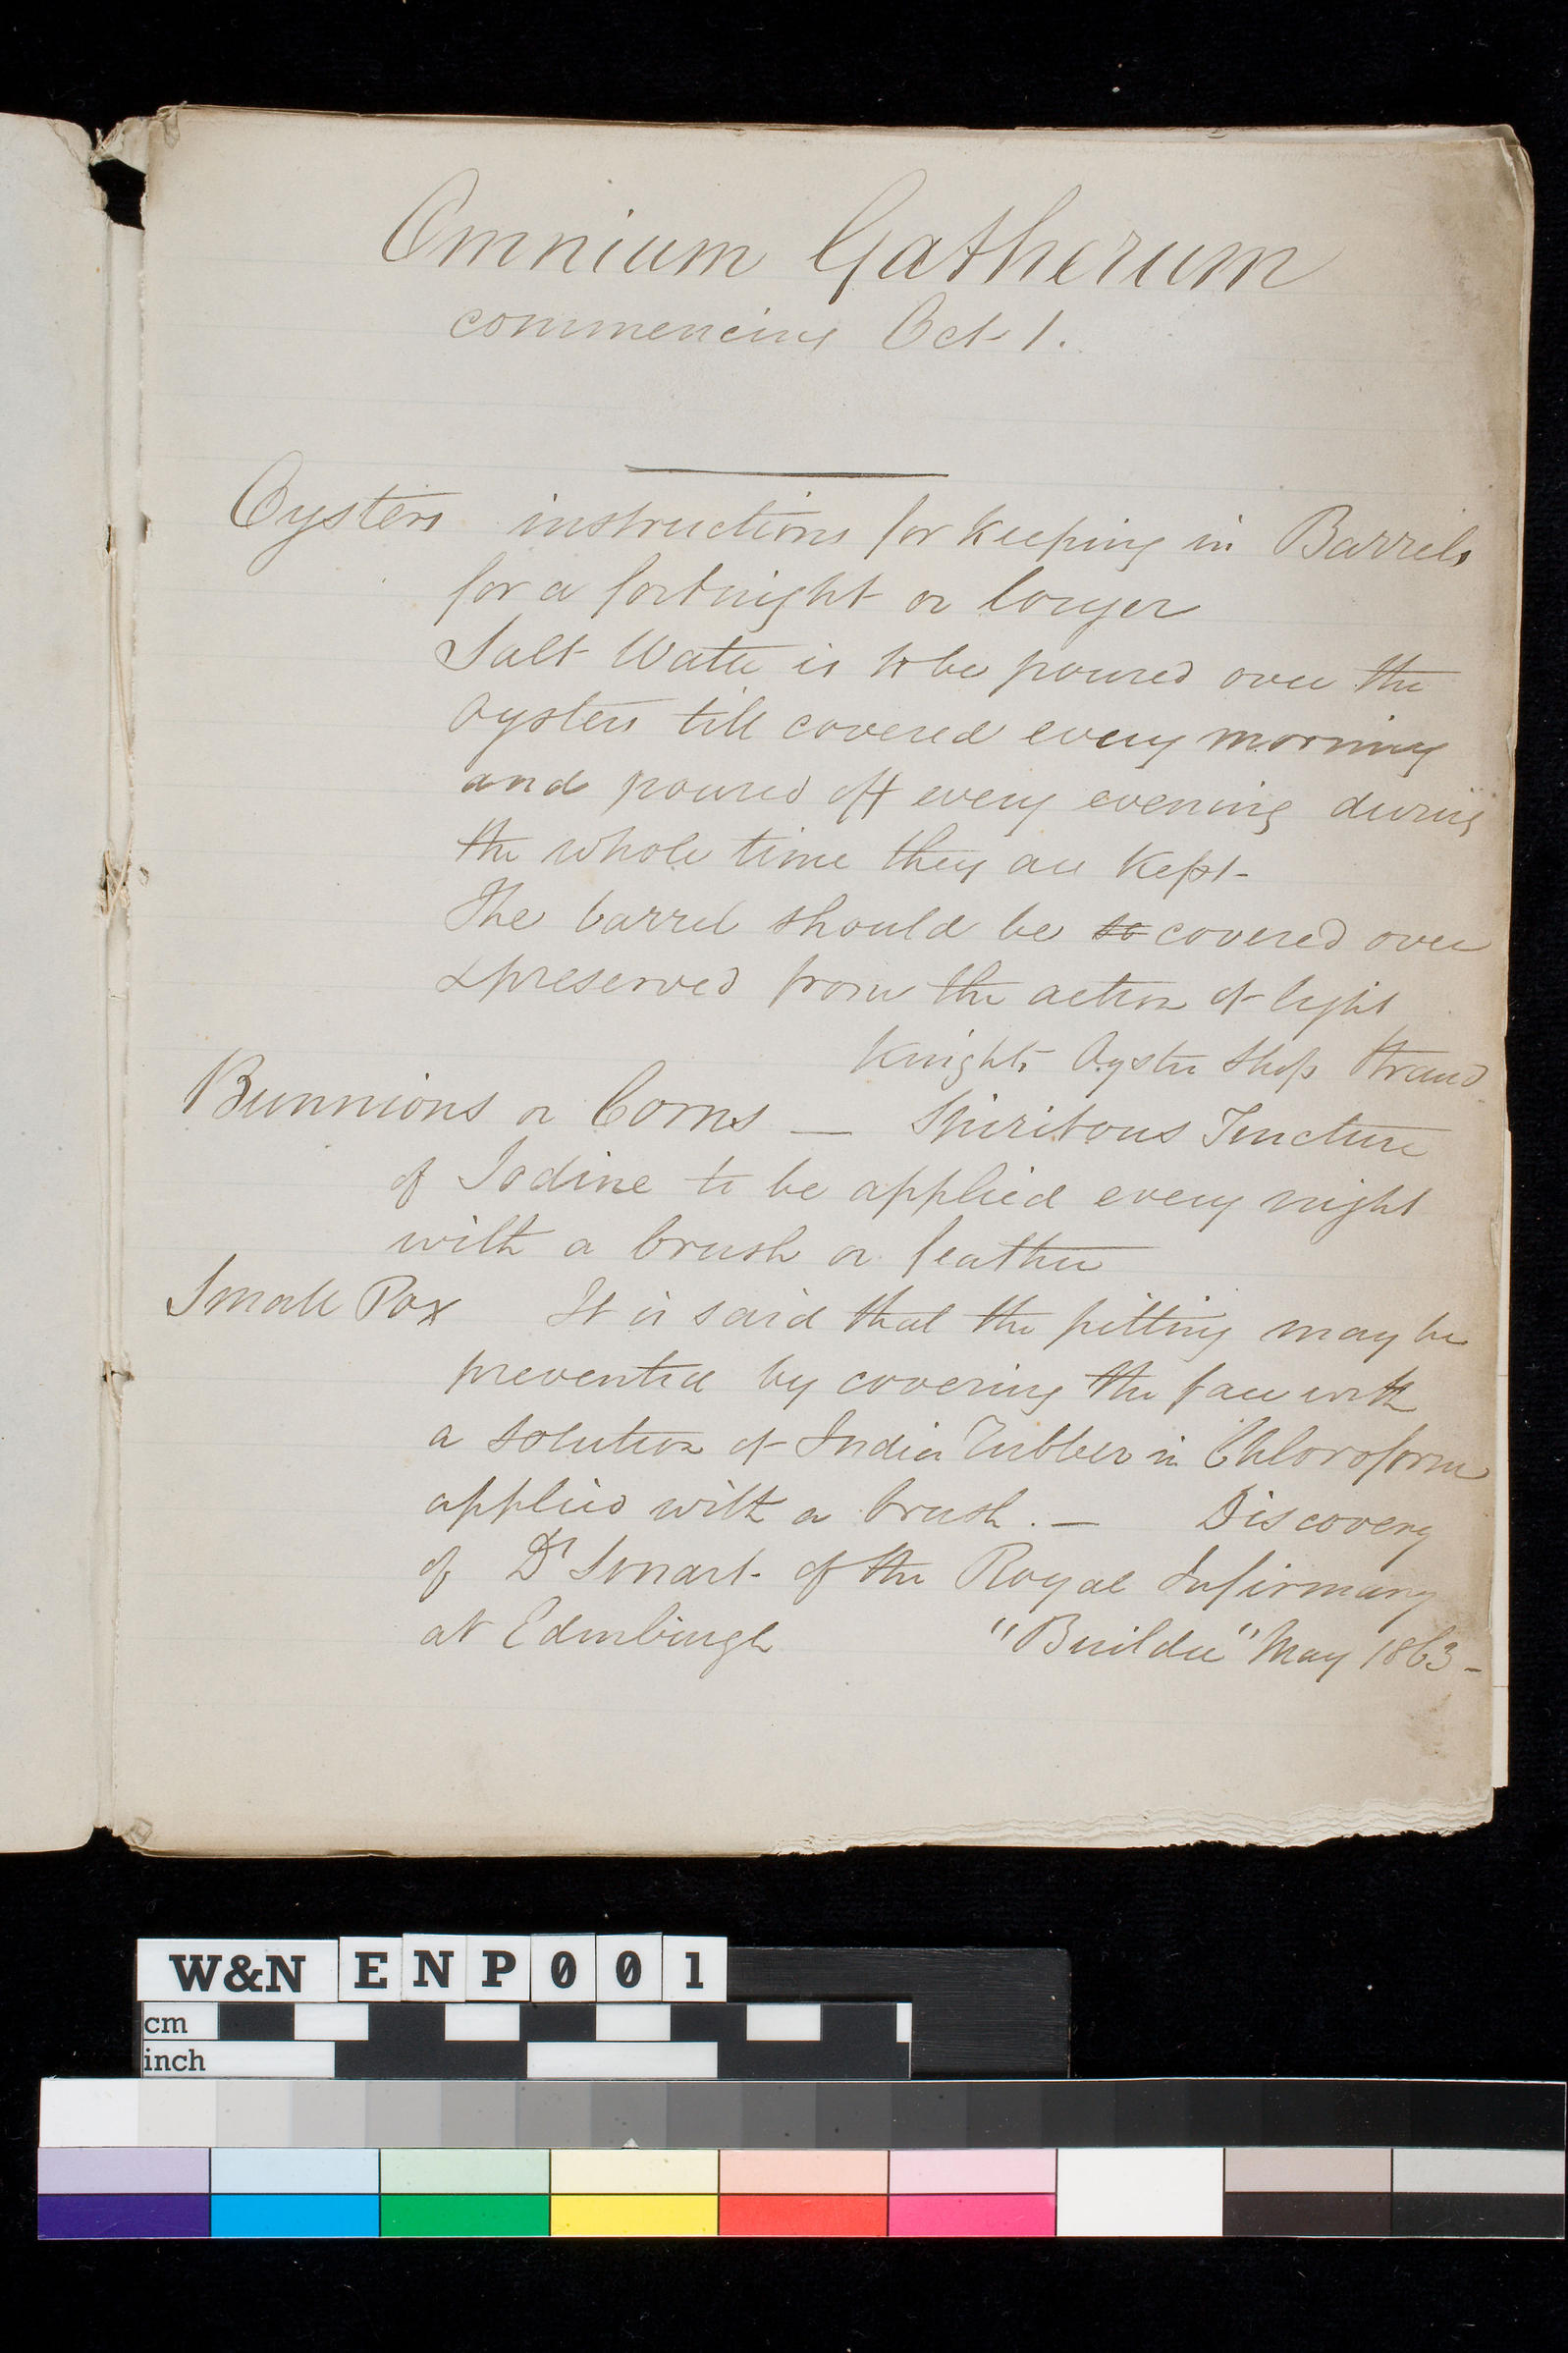 Omnium Gatherum
commencing Oct 1.
Oysters instructions for keeping in Barrels
for a fortnight or longer
Salt Water is to be poured over the
Oysters till covered every morning
and poured off every evening during
the whole time they are kept-
The barrel should be so covered over
& preserved from the action of light
Knights Oyster Shop Strand
Bunnions or Corns — Spiritous Tincture
of Iodine to be applied every night
with a brush or feather
Small Pox It is said that the pitting may be
prevented by covering the face with
a solution of India Rubber in Chloroform
applied with a brush. — Discovery
of Dr Smart of the Royal Infirmary
at Edinburgh "Builder" May 1863-
W&N ENP001
cm
inch